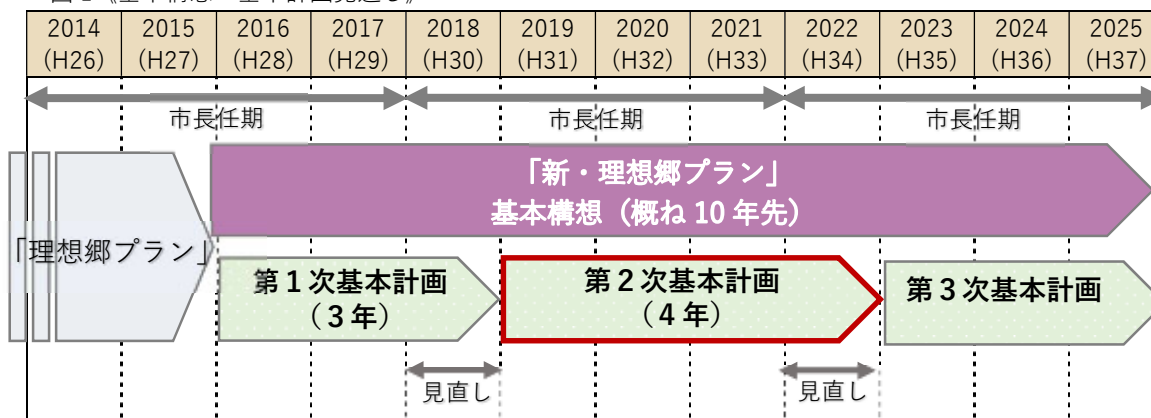 2014 2015 2016 2017 2018 2019 2020 2021 2022 2023 2024 2025
(H26) (H27) (H28) (H29) (H30) (H31) (H32) (H33) (H34) (H35) (H36) (H37)
市長任期 市長任期 市長任期
「新・理想郷プラン」
基本構想（概ね 10 年先）
「理想郷プラン」
第１次基本計画
（３年）
第２次基本計画
（４年）
第３次基本計画
見直し 見直し